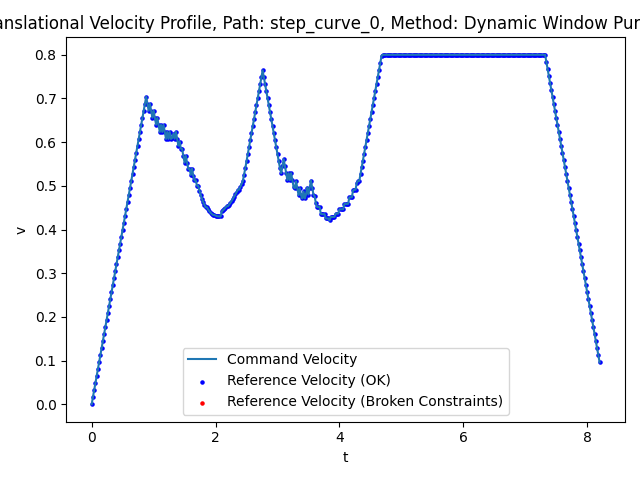 anslational Velocity Profile, Path: step_curve_0, Method: Dynamic Window Pur
0.8
0.7
0.6
0.5
0.4
0.3
0.2
0.1
0.0
v
Command Velocity
Reference Velocity (OK)
Reference Velocity (Broken Constraints)
0 2 4 6 8
t